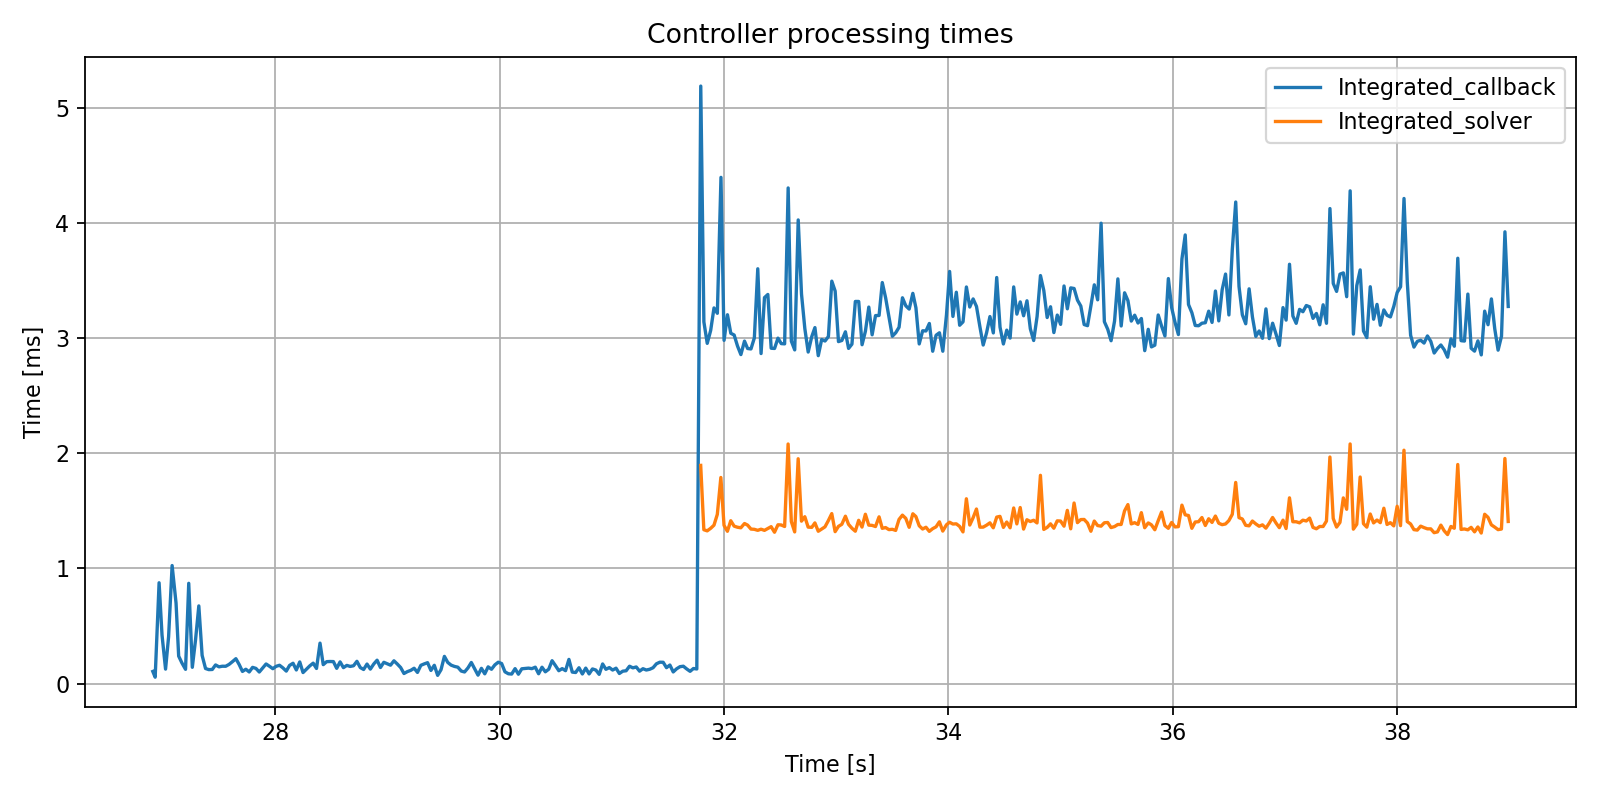 Controller processing times
Integrated_callback
Integrated_solver
Time [ms]
5
4
3
2
1
0
28
30
32
34
36
38
Time [s]